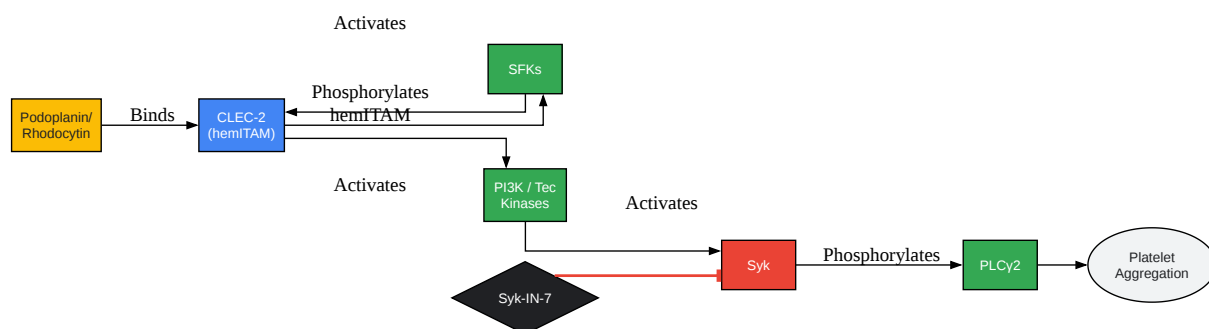 Activates
SFKs
Phosphorylates
hemITAM
Podoplanin/
Rhodocytin
Binds
CLEC-2
(hemITAM)
Activates
PI3K / Tec
Kinases
Activates
Syk
Phosphorylates
PLCγ2
Platelet
Aggregation
Syk-IN-7